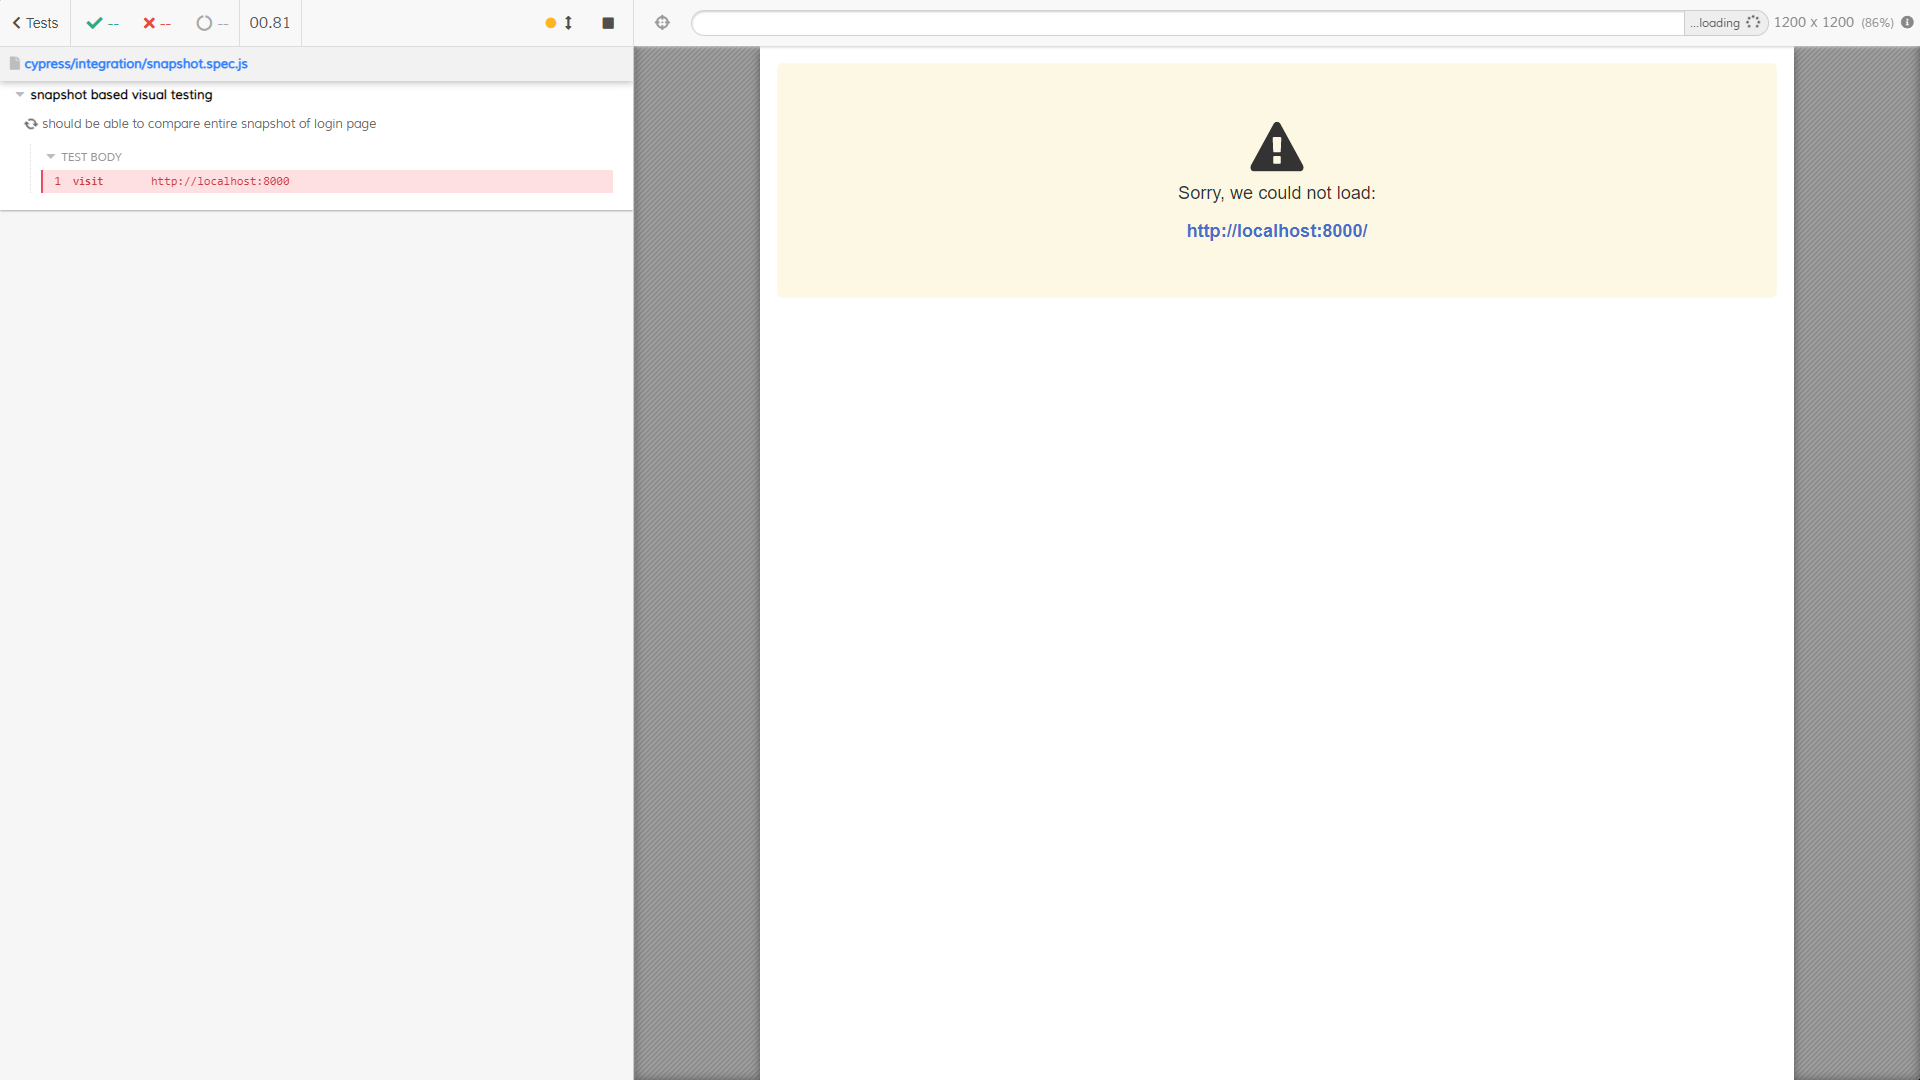 Tests
--
--
--
00.81
...loading
1200 x 1200 (86%)
cypress/integration/snapshot.spec.js
snapshot based visual testing
should be able to compare entire snapshot of login page
TEST BODY
1 visit http://localhost:8000
Sorry, we could not load:
http://localhost:8000/